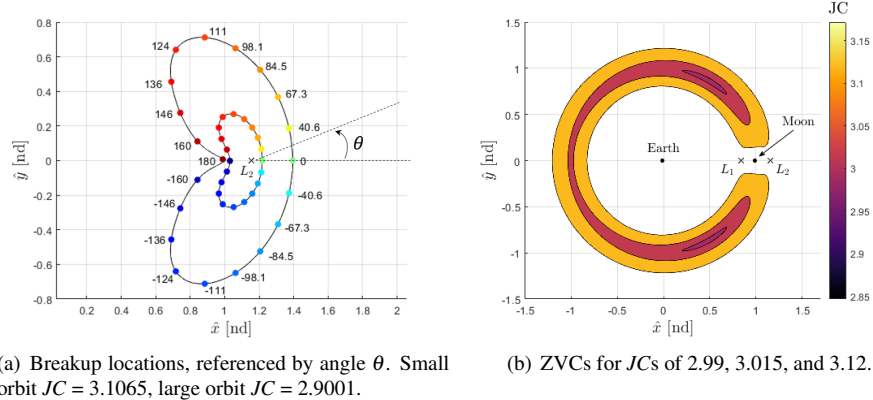 0.8
0.6
0.4
0.2
0
-0.2
-0.4
-0.6
-0.8
ŷ [nd]
0.2 0.4 0.6 0.8 1 1.2 1.4 1.6 1.8 2
x̂ [nd]
111
124
98.1
84.5
136
67.3
146
40.6
160
θ
180
L₂
0
-160
-146
-40.6
-136
-67.3
-124
-84.5
-111
-98.1
(a) Breakup locations, referenced by angle θ. Small
orbit JC = 3.1065, large orbit JC = 2.9001.
1.5
1
0.5
0
-0.5
-1
-1.5
ŷ [nd]
-1.5 -1 -0.5 0 0.5 1 1.5
x̂ [nd]
Earth
Moon
L₁
L₂
JC
3.15
3.1
3.05
3
2.95
2.9
2.85
(b) ZVCs for JCs of 2.99, 3.015, and 3.12.